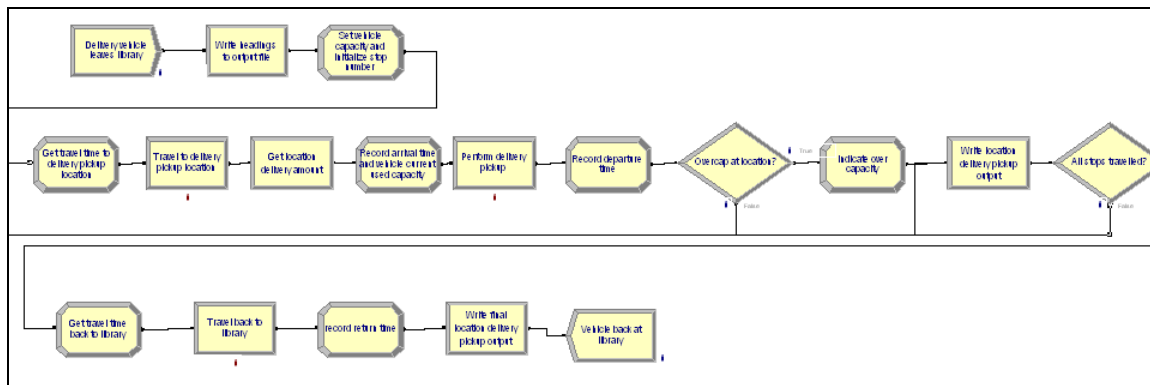 Delivery vehicle
leaves library
Write headings
to output file
Set vehicle
capacity and
initialize stop
number
Get travel time to
delivery pickup
location
Travel to delivery
pickup location
Get location
delivery amount
Record arrival time
and vehicle current
used capacity
Perform delivery
pickup
Record departure
time
Overcap at location?
True
False
Indicate over
capacity
Write location
delivery pickup
output
All stops travelled?
False
Get travel time
back to library
Travel back to
library
record return time
Write final
location delivery
pickup output
Vehicle back at
library